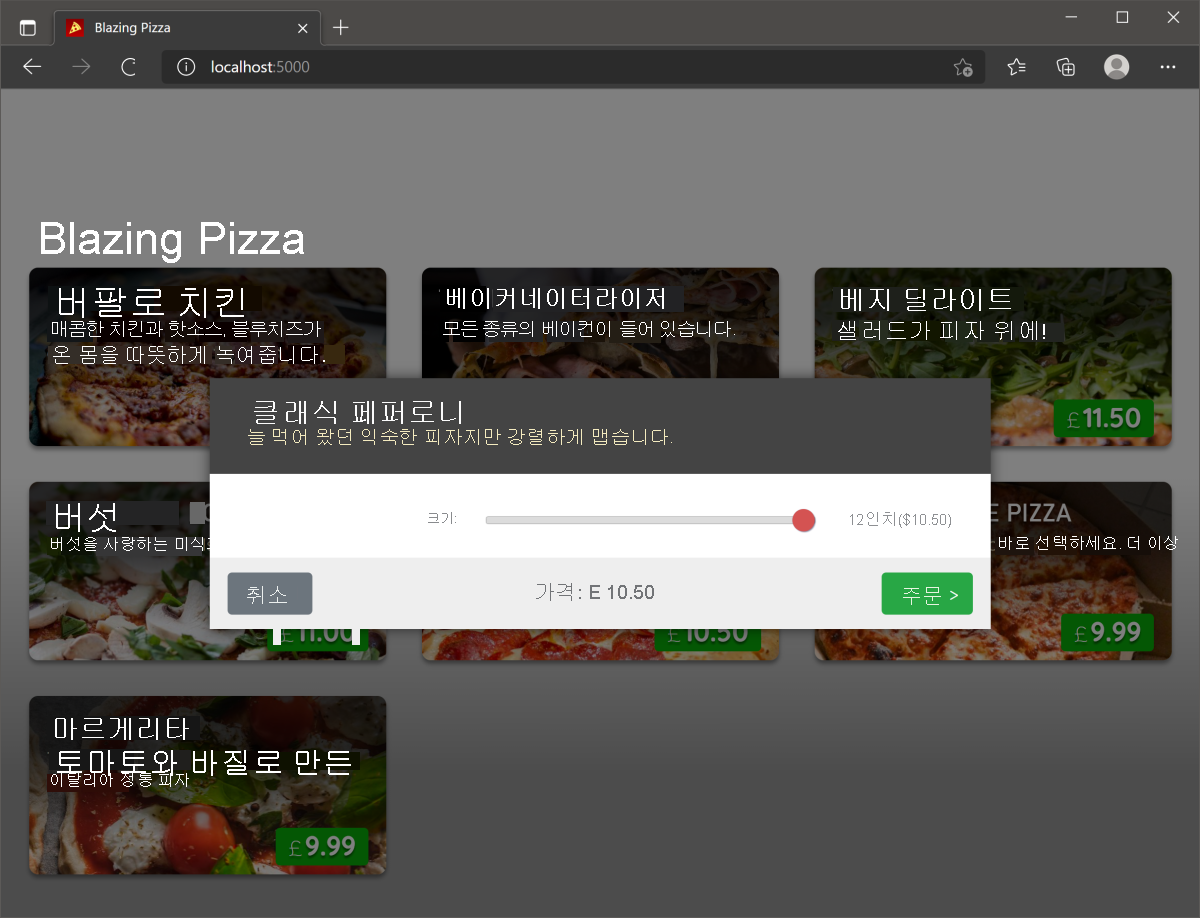 Blazing Pizza
localhost:5000
Blazing Pizza
버팔로 치킨
매콤한 치킨과 핫소스, 블루치즈가
온 몸을 따뜻하게 녹여줍니다.
베이커네이터라이저
모든 종류의 베이컨이 들어 있습니다.
베지 딜라이트
샐러드가 피자 위에!
£11.50
클래식 페퍼로니
늘 먹어 왔던 익숙한 피자지만 강렬하게 맵습니다.
크기:
12인치($10.50)
취소
가격: E 10.50
주문 >
버섯
버섯을 사랑하는
£11.00
£10.50
E PIZZA
바로 선택하세요. 더 이상
£9.99
마르게리타
토마토와 바질로 만든
이탈리아 정통 피자
£9.99